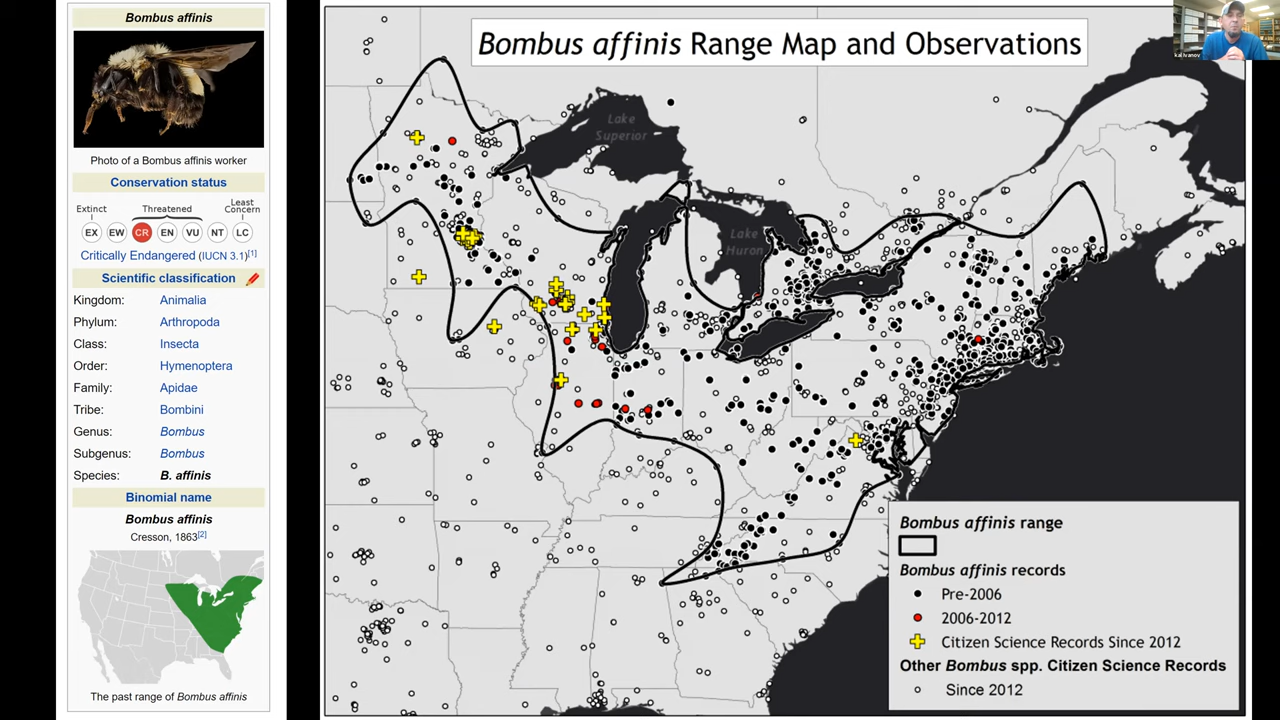 Bombus affinis
Photo of a Bombus affinis worker
Conservation status
Extinct
Threatened
Least
Concern
EX EW CR EN VU NT LC
Critically Endangered (IUCN 3.1)[1]
Scientific classification
Kingdom: Animalia
Phylum: Arthropoda
Class: Insecta
Order: Hymenoptera
Family: Apidae
Tribe: Bombini
Genus: Bombus
Subgenus: Bombus
Species: B. affinis
Binomial name
Bombus affinis
Cresson, 1863[2]
The past range of Bombus affinis
Bombus affinis Range Map and Observations
Lake
Superior
Lake
Huron
Bombus affinis range
Bombus affinis records
Pre-2006
2006-2012
Citizen Science Records Since 2012
Other Bombus spp. Citizen Science Records
Since 2012